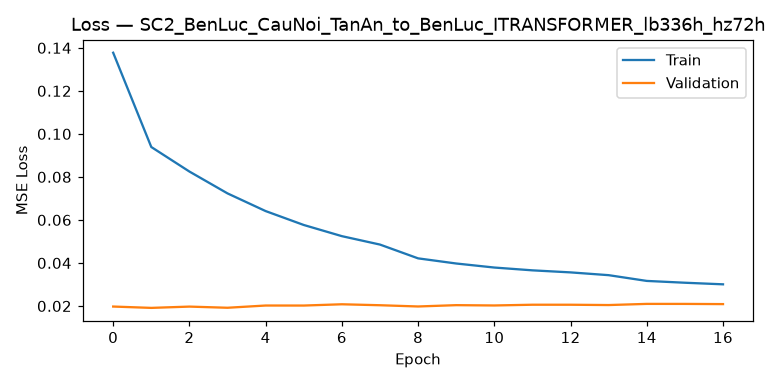 Loss — SC2_BenLuc_CauNoi_TanAn_to_BenLuc_ITRANSFORMER_lb336h_hz72h
Train
Validation
MSE Loss
0.14
0.12
0.10
0.08
0.06
0.04
0.02
0 2 4 6 8 10 12 14 16
Epoch